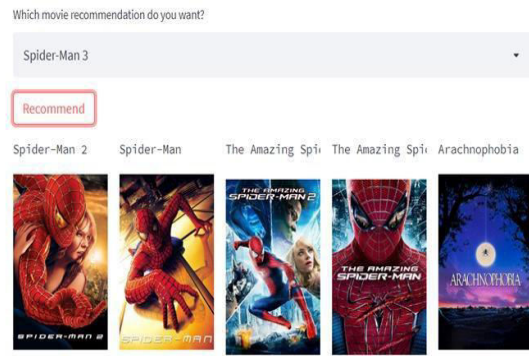 Which movie recommendation do you want?
Spider-Man 3
Recommend
Spider-Man 2
Spider-Man
The Amazing Spi
The Amazing Spi
Arachnophobia
SPIDER-MAN 2
SPIDER-MAN
THE AMAZING
SPIDER-MAN 2
THE AMAZING
SPIDER-MAN
ARACHNOPHOBIA